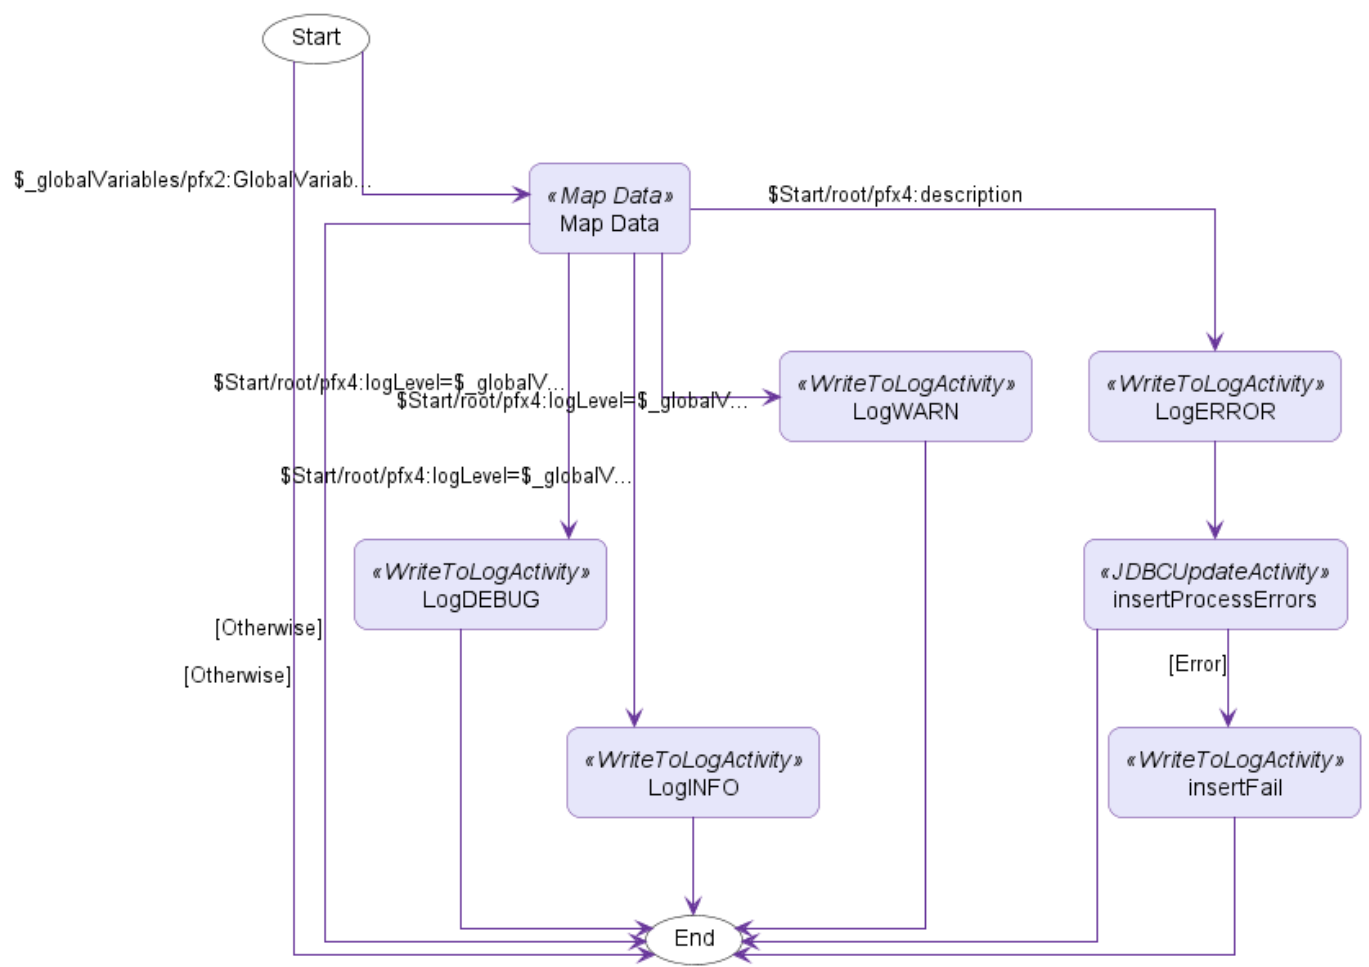 Start
$_globalVariables/pfx2:GlobalVariab...
«Map Data»
Map Data
$Start/root/pfx4:description
$Start/root/pfx4:logLevel=$_globalV...
$Start/root/pfx4:logLevel=$_globalV...
«WriteToLogActivity»
LogWARN
«WriteToLogActivity»
LogERROR
$Start/root/pfx4:logLevel=$_globalV...
«WriteToLogActivity»
LogDEBUG
«JDBCUpdateActivity»
insertProcessErrors
[Otherwise]
[Otherwise]
[Error]
«WriteToLogActivity»
LogINFO
«WriteToLogActivity»
insertFail
End